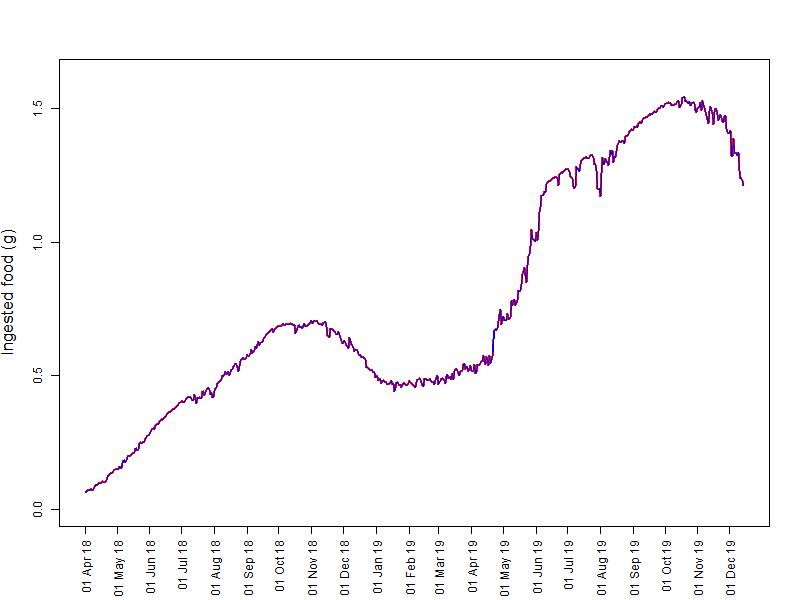 Ingested food (g)
1.5
1.0
0.5
0.0
01 Apr 18
01 May 18
01 Jun 18
01 Jul 18
01 Aug 18
01 Sep 18
01 Oct 18
01 Nov 18
01 Dec 18
01 Jan 19
01 Feb 19
01 Mar 19
01 Apr 19
01 May 19
01 Jun 19
01 Jul 19
01 Aug 19
01 Sep 19
01 Oct 19
01 Nov 19
01 Dec 19